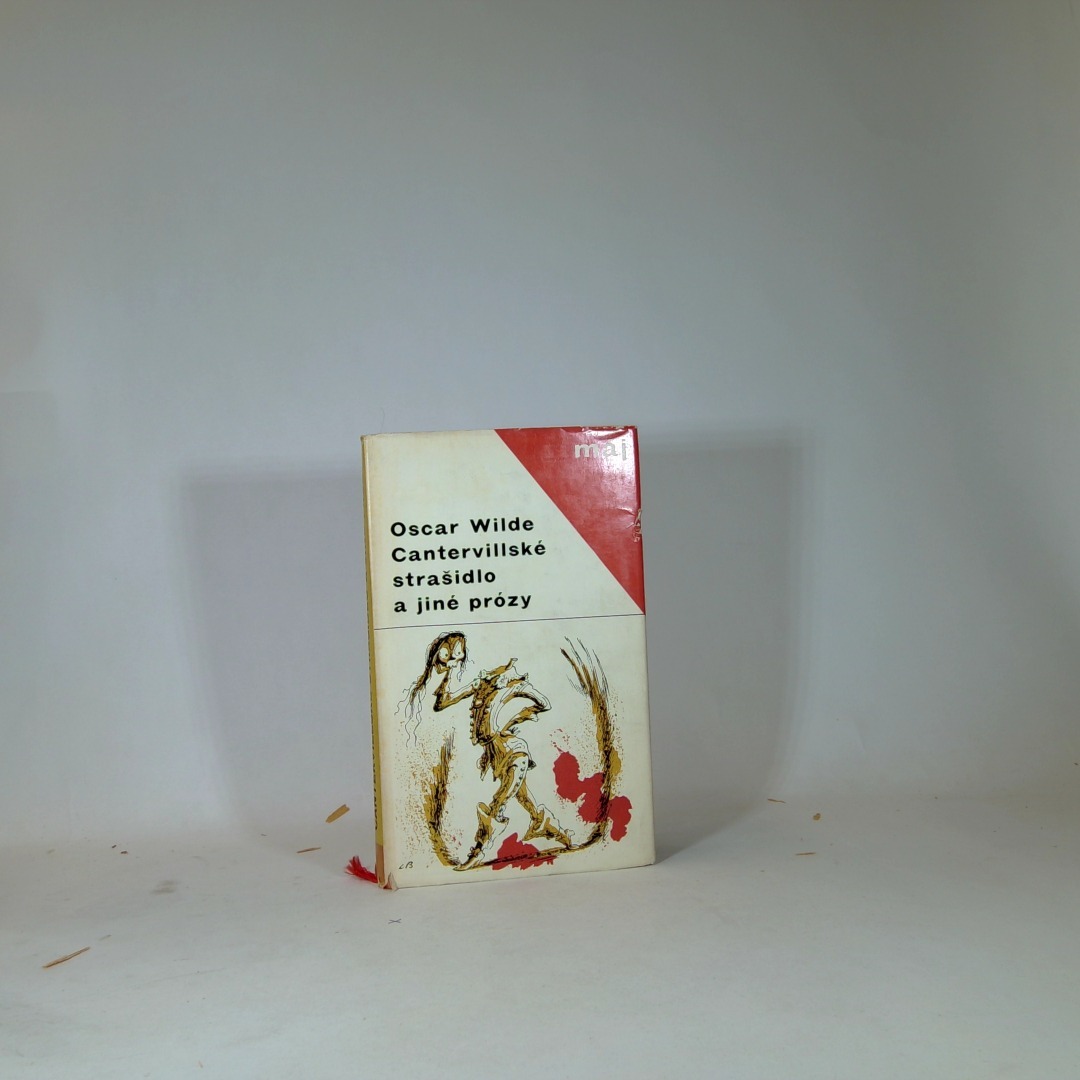 maj
Oscar Wilde
Cantervillské
strašidlo
a jiné prózy